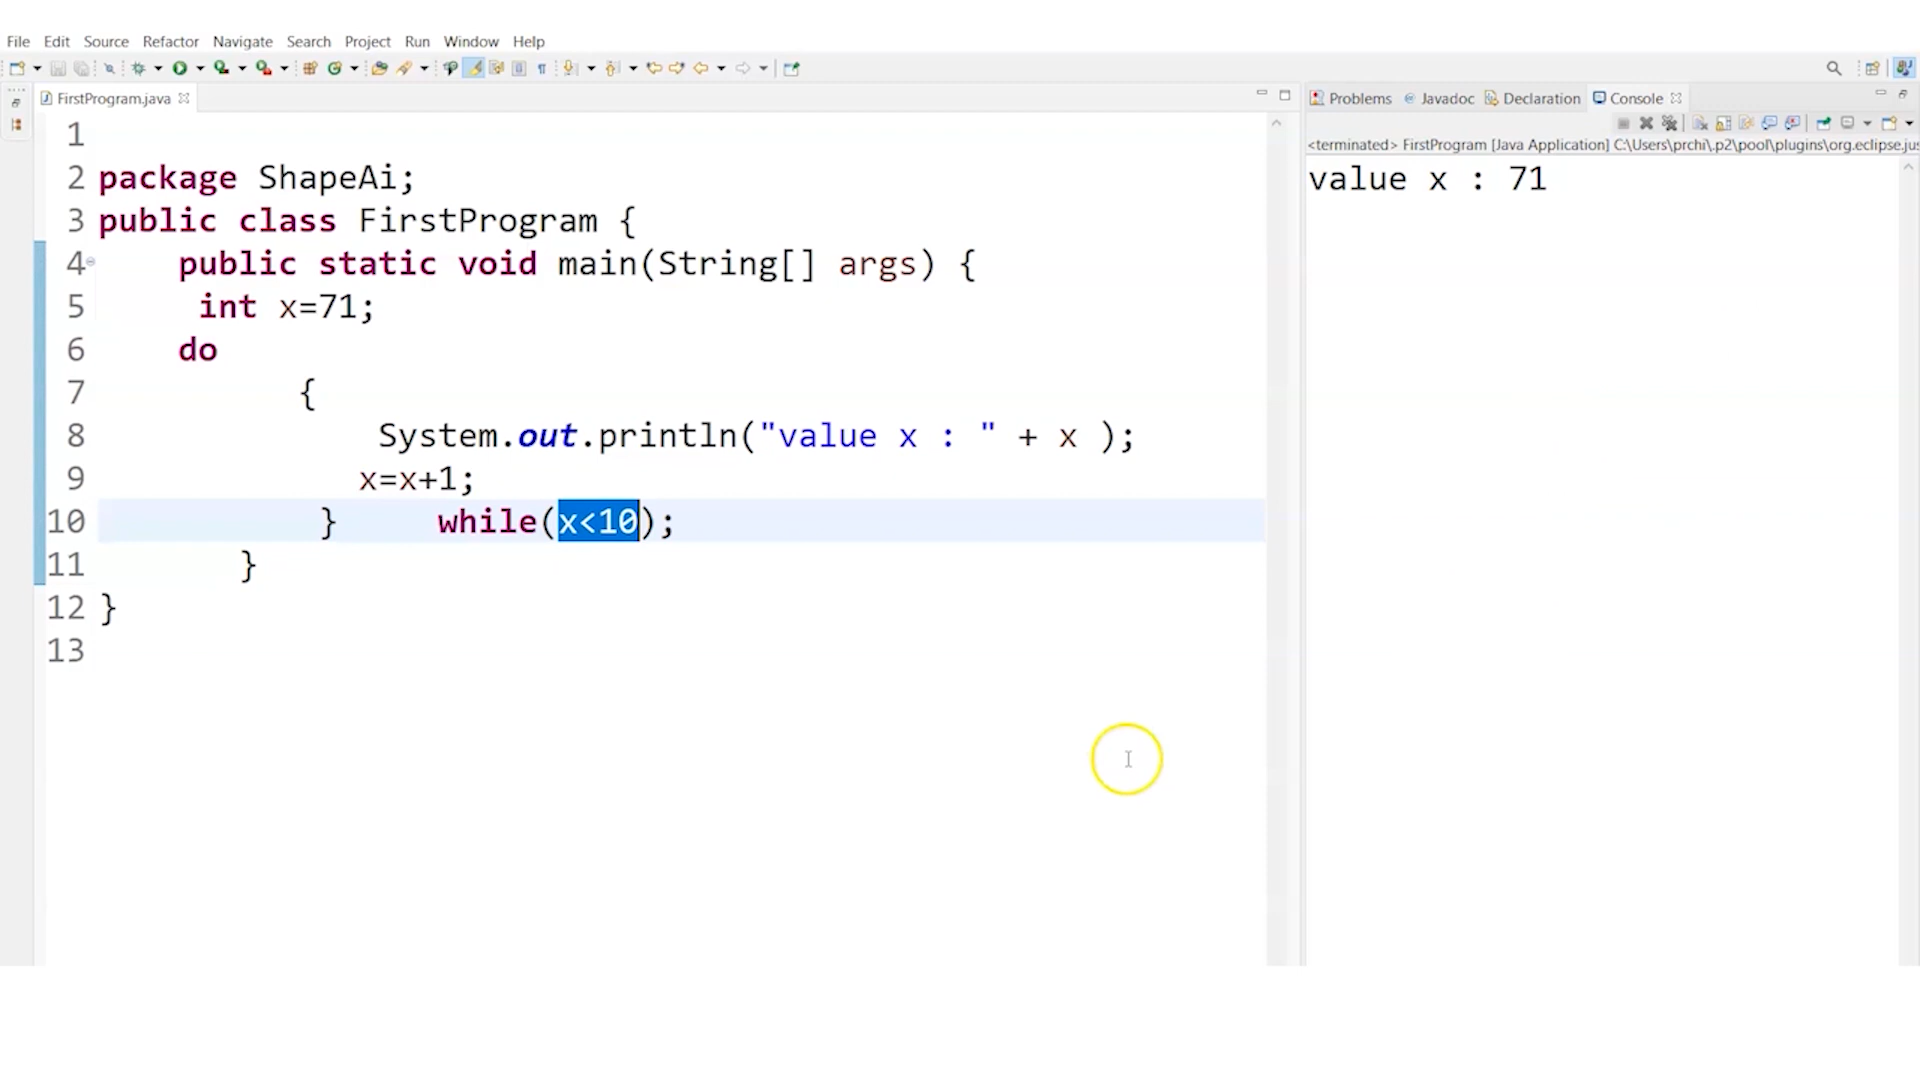 File Edit Source Refactor Navigate Search Project Run Window Help
FirstProgram.java
1
2 package ShapeAi;
3 public class FirstProgram {
4 public static void main(String[] args) {
5 int x=71;
6 do
7 {
8 System.out.println("value x : " + x );
9 x=x+1;
10 } while(x<10);
11 }
12 }
13
Problems Javadoc Declaration Console
<terminated> FirstProgram [Java Application] C:\Users\prchi\.p2\pool\plugins\org.eclipse.jus
value x : 71